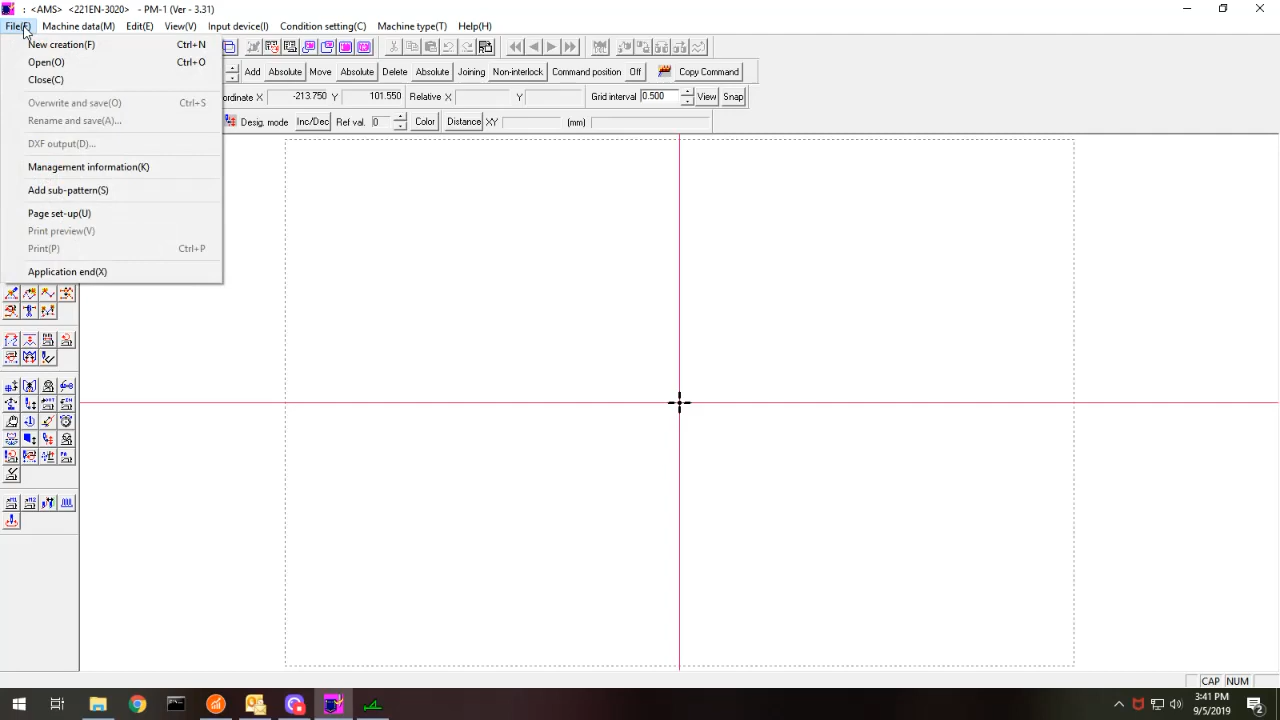 : <AMS> <221EN-3020> - PM-1 (Ver - 3.31)
File(F) Machine data(M) Edit(E) View(V) Input device(I) Condition setting(C) Machine type(T) Help(H)
New creation(F) Ctrl+N
Open(O) Ctrl+O
Close(C)
Overwrite and save(O) Ctrl+S
Rename and save(A)...
DXF output(D)...
Management information(K)
Add sub-pattern(S)
Page set-up(U)
Print preview(V)
Print(P) Ctrl+P
Application end(X)
Add Absolute Move Absolute Delete Absolute Joining Non-interlock Command position Off Copy Command
ordinate X -213.750 Y 101.550 Relative X Y Grid interval 0.500 View Snap
Desig. mode Inc/Dec Ref val. 0 Color Distance XY (mm)
CAP NUM
3:41 PM
9/5/2019
2